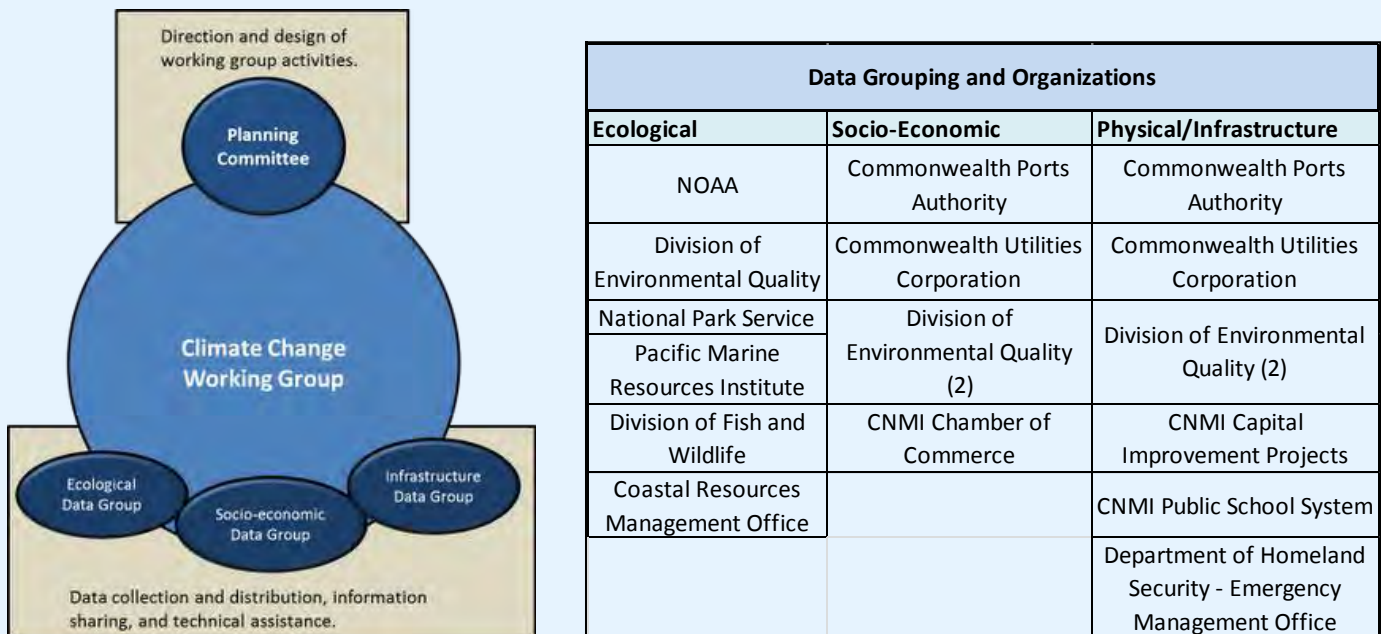 Direction and design of
working group activities.
Planning
Committee
Climate Change
Working Group
Ecological
Data Group
Socio-economic
Data Group
Infrastructure
Data Group
Data collection and distribution, information
sharing, and technical assistance.
Data Grouping and Organizations
Ecological
Socio-Economic
Physical/Infrastructure
NOAA
Commonwealth Ports
Authority
Commonwealth Ports
Authority
Division of
Environmental Quality
Commonwealth Utilities
Corporation
Commonwealth Utilities
Corporation
National Park Service
Pacific Marine
Resources Institute
Division of
Environmental Quality
(2)
Division of Environmental
Quality (2)
Division of Fish and
Wildlife
CNMI Chamber of
Commerce
CNMI Capital
Improvement Projects
Coastal Resources
Management Office
CNMI Public School System
Department of Homeland
Security - Emergency
Management Office